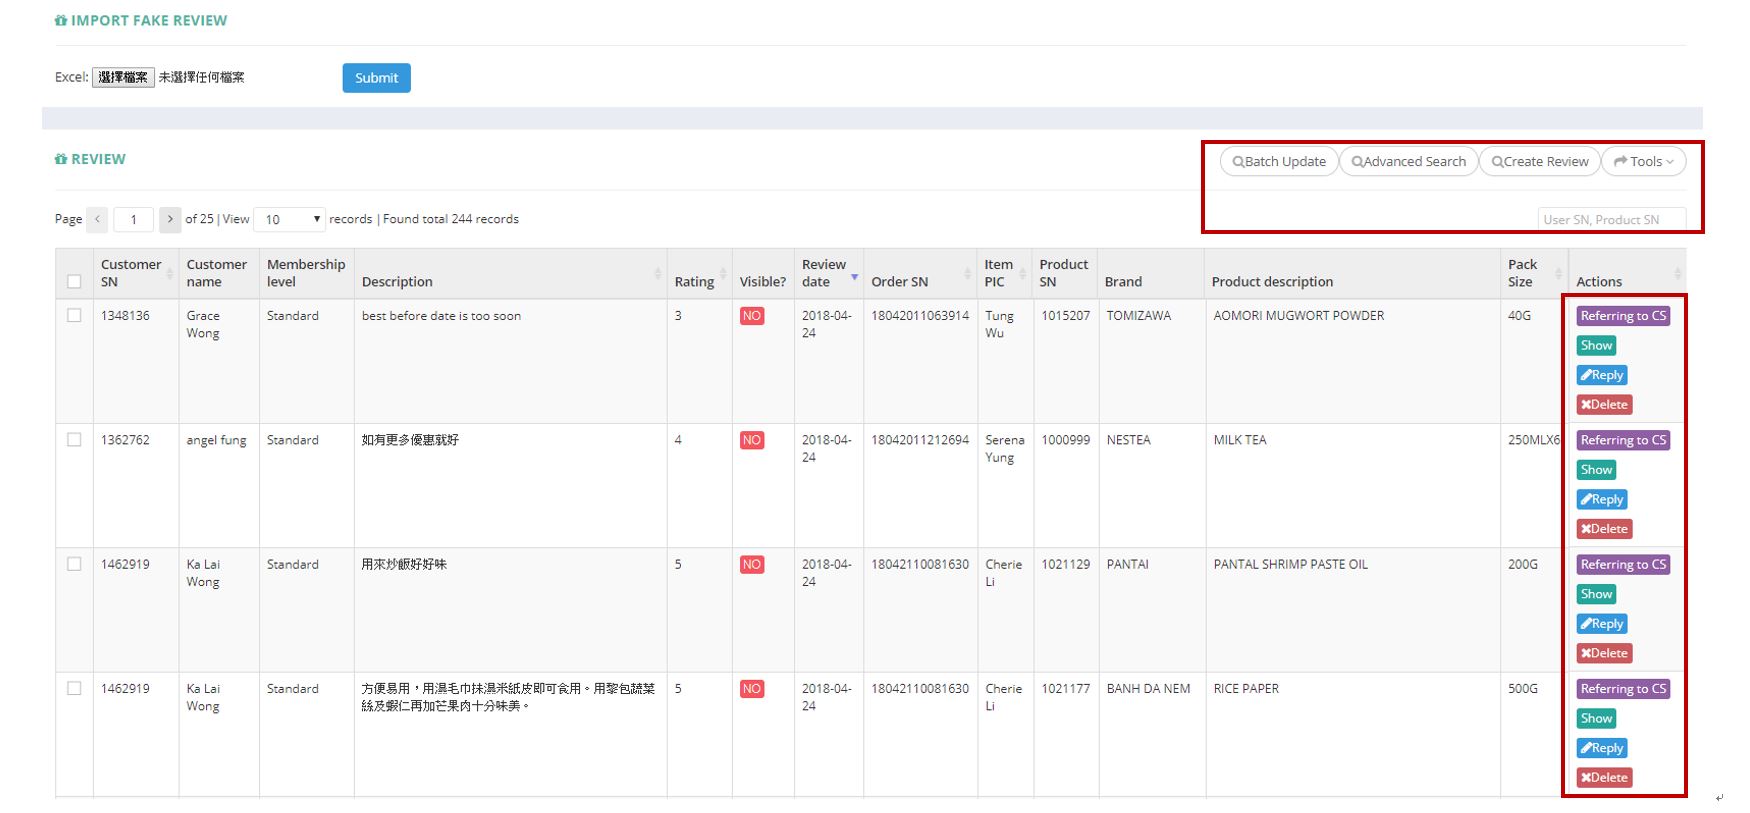 IMPORT FAKE REVIEW
Excel: 選擇檔案 未選擇任何檔案 Submit
REVIEW
Batch Update Advanced Search Create Review Tools
Page 1 of 25 | View 10 records | Found total 244 records
User SN, Product SN
Customer SN Customer name Membership level Description Rating Visible? Review date Order SN Item PIC Product SN Brand Product description Pack Size Actions
1348136 Grace Wong Standard best before date is too soon 3 NO 2018-04-24 18042011063914 Tung Wu 1015207 TOMIZAWA AOMORI MUGWORT POWDER 40G Referring to CS
Show
Reply
Delete
1362762 angel fung Standard 如有更多優惠就好 4 NO 2018-04-24 18042011212694 Serena Yung 1000999 NESTEA MILK TEA 250MLX6 Referring to CS
Show
Reply
Delete
1462919 Ka Lai Wong Standard 用來炒飯好好味 5 NO 2018-04-24 18042110081630 Cherie Li 1021129 PANTAI PANTAL SHRIMP PASTE OIL 200G Referring to CS
Show
Reply
Delete
1462919 Ka Lai Wong Standard 方便易用，用濕毛巾抹濕米紙皮即可食用。用黎包蔬菜絲及蝦仁再加芒果肉十分味美。 5 NO 2018-04-24 18042110081630 Cherie Li 1021177 BANH DA NEM RICE PAPER 500G Referring to CS
Show
Reply
Delete